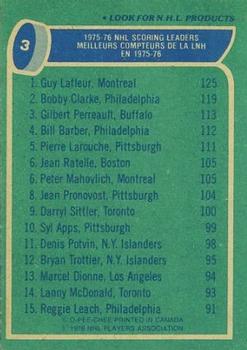 • LOOK FOR N.H.L. PRODUCTS
3
1975-76 NHL SCORING LEADERS
MEILLEURS COMPTEURS DE LA LNH
EN 1975-76
1. Guy Lafleur, Montreal 125
2. Bobby Clarke, Philadelphia 119
3. Gilbert Perreault, Buffalo 113
4. Bill Barber, Philadelphia 112
5. Pierre Larouche, Pittsburgh 111
6. Jean Ratelle, Boston 105
6. Peter Mahovlich, Montreal 105
8. Jean Pronovost, Pittsburgh 104
9. Darryl Sittler, Toronto 100
10. Syl Apps, Pittsburgh 99
11. Denis Potvin, N.Y. Islanders 98
12. Bryan Trottier, N.Y. Islanders 95
13. Marcel Dionne, Los Angeles 94
14. Lanny McDonald, Toronto 93
15. Reggie Leach, Philadelphia 91
© O-PEE-CHEE PRINTED IN CANADA
© 1976 NHL PLAYERS ASSOCIATION